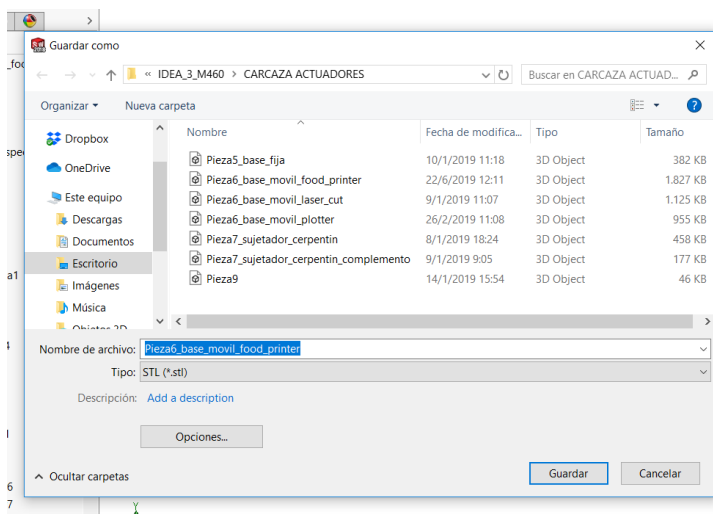 Guardar como
« IDEA_3_M460 > CARCAZA ACTUADORES
Buscar en CARCAZA ACTUAD...
Organizar
Nueva carpeta
Nombre
Fecha de modifica...
Tipo
Tamaño
Dropbox
OneDrive
Este equipo
Descargas
Documentos
Escritorio
Imágenes
Música
Objetos 3D
Pieza5_base_fija 10/1/2019 11:18 3D Object 382 KB
Pieza6_base_movil_food_printer 22/6/2019 12:11 3D Object 1.827 KB
Pieza6_base_movil_laser_cut 9/1/2019 11:07 3D Object 1.125 KB
Pieza6_base_movil_plotter 26/2/2019 11:08 3D Object 955 KB
Pieza7_sujetador_cerpentin 8/1/2019 18:24 3D Object 458 KB
Pieza7_sujetador_cerpentin_complemento 9/1/2019 9:05 3D Object 177 KB
Pieza9 14/1/2019 15:54 3D Object 46 KB
Nombre de archivo: Pieza6_base_movil_food_printer
Tipo: STL (*.stl)
Descripción: Add a description
Opciones...
Ocultar carpetas
Guardar
Cancelar